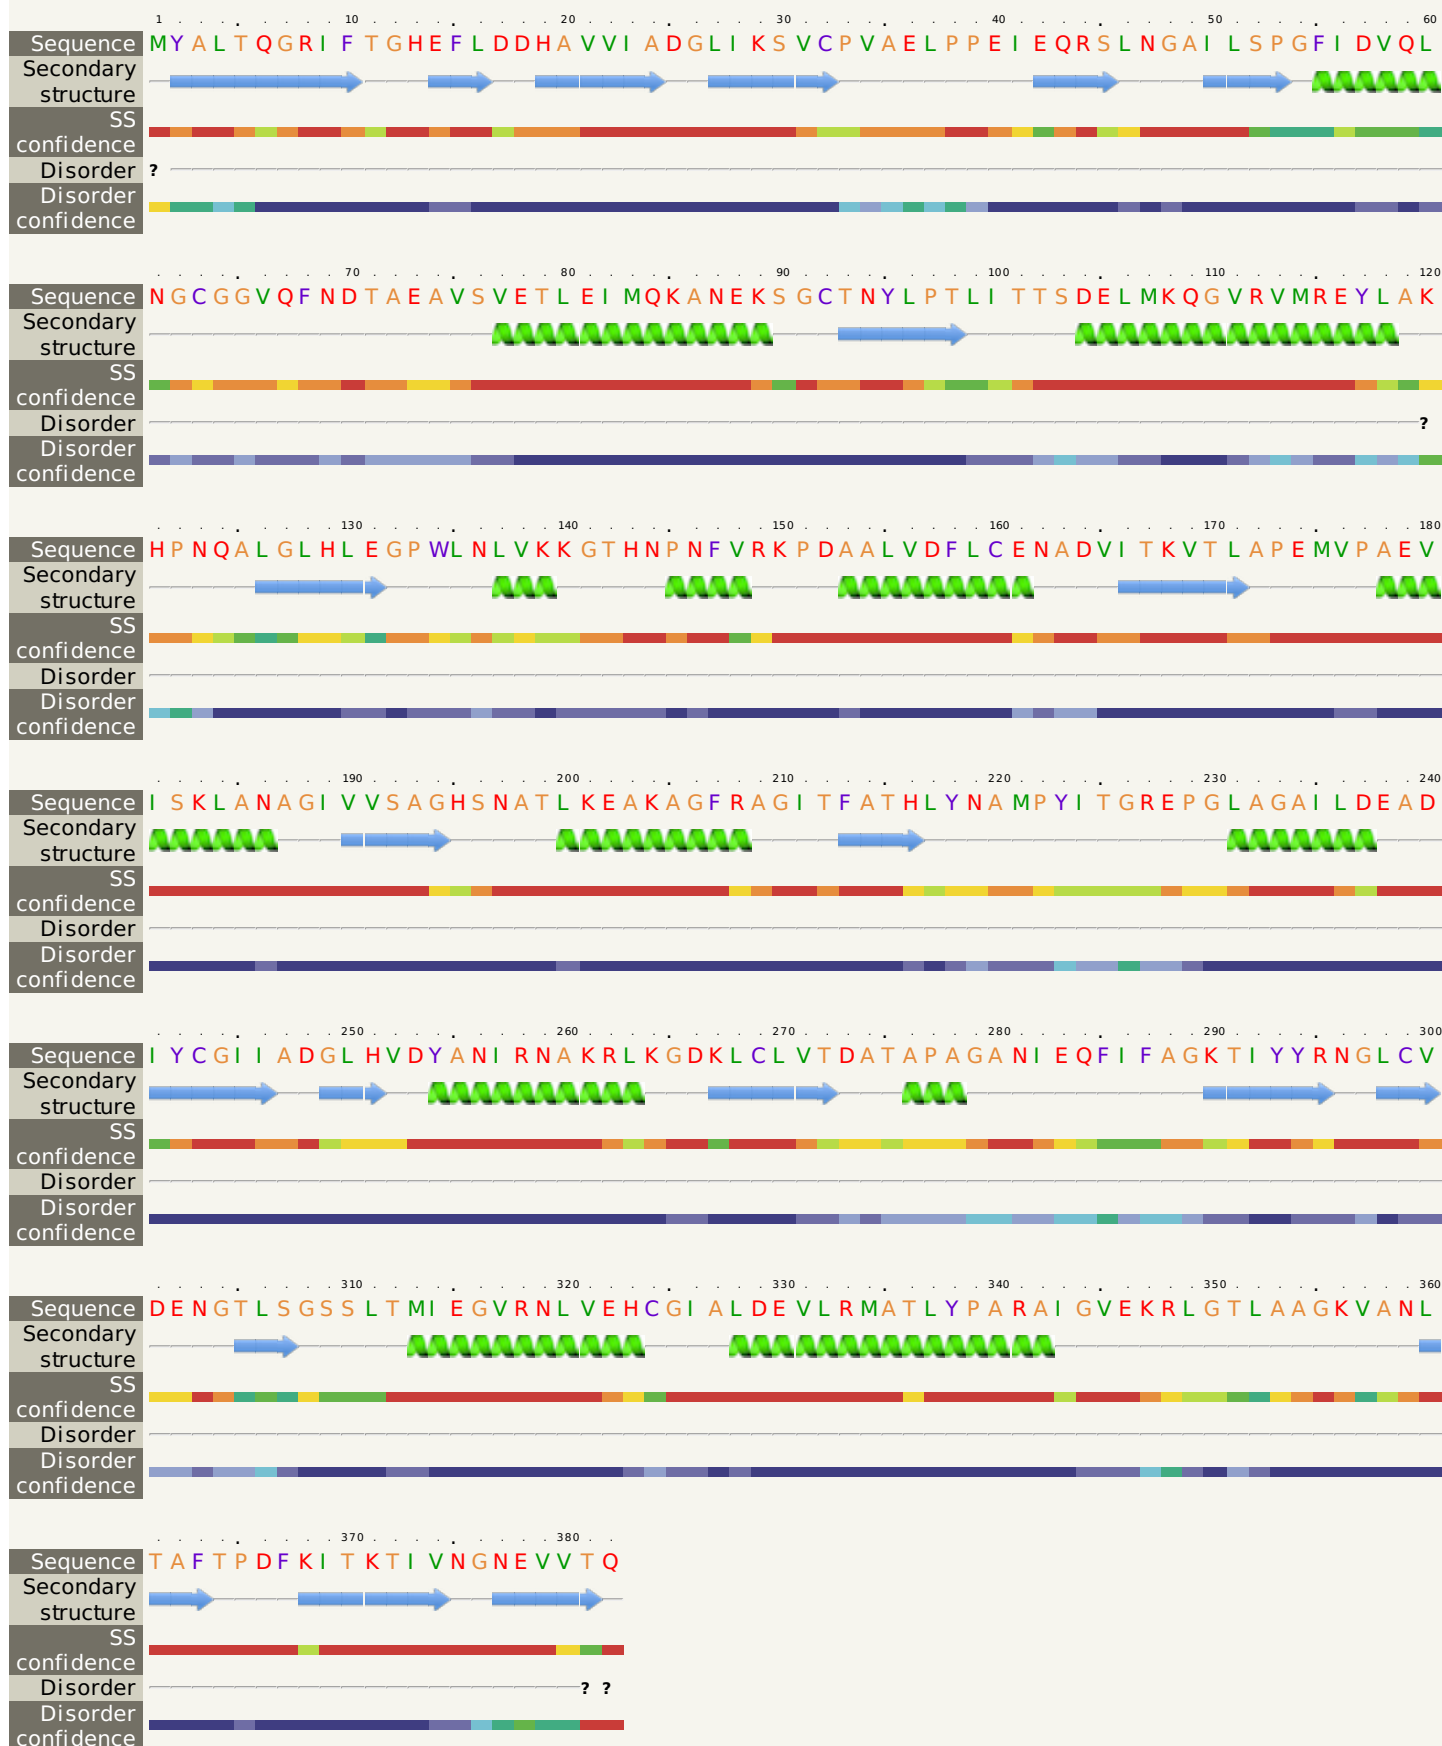 1 10 20 30 40 50 60
Sequence MYALTQGRIFTGHEFLDDHAVVIADGLIKSVCPVAELPPEIEQRSLNGAILSPGFIDVQL
Secondary
structure
SS
confidence
Disorder ?
Disorder
confidence
70 80 90 100 110 120
Sequence NGCGGVQFNDTAEAVSVETLEIMQKANEKSGCTNYLPTLITTSDELMKQGVRVMREYLAK
Secondary
structure
SS
confidence
Disorder ?
Disorder
confidence
130 140 150 160 170 180
Sequence HPNQALGLHLEGPWLNLVKKGTHNPNFVRKPDAALVDFLCENADVITKVTLAPEMVPAEV
Secondary
structure
SS
confidence
Disorder
Disorder
confidence
190 200 210 220 230 240
Sequence ISKLANAGIVVSAGHSNATLKEAKAGFRAGITFATHLYNAMPYITGREPGLAGAILDEAD
Secondary
structure
SS
confidence
Disorder
Disorder
confidence
250 260 270 280 290 300
Sequence IYCGIIADGLHVDYANIRNAKRLKGDKLCLVTDATAPAGANIEQFIFAGKTIYYRNGLCV
Secondary
structure
SS
confidence
Disorder
Disorder
confidence
310 320 330 340 350 360
Sequence DENGTLSGSSLTMIEGVRNLVEHCGIALDEVLRMATLYPARAIGVEKRLGTLAAGKVANL
Secondary
structure
SS
confidence
Disorder
Disorder
confidence
370 380
Sequence TAFTPDFKITKTIVNGNEVVTQ
Secondary
structure
SS
confidence
Disorder ? ?
Disorder
confidence